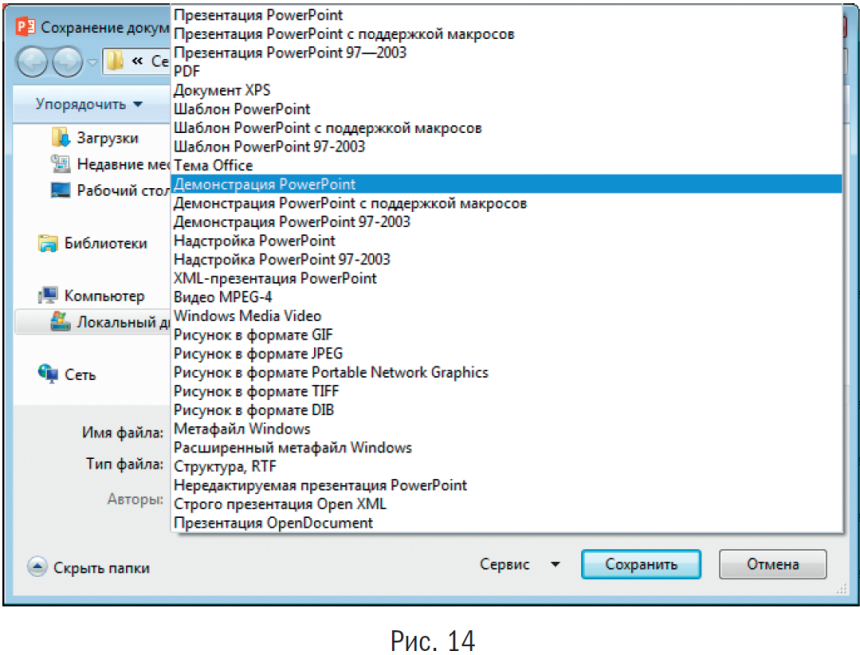 Сохранение докум
« Се
Упорядочить
Загрузки
Недавние мес
Рабочий стол
Библиотеки
Компьютер
Локальный д
Сеть
Имя файла:
Тип файла:
Авторы:
Презентация PowerPoint
Презентация PowerPoint с поддержкой макросов
Презентация PowerPoint 97—2003
PDF
Документ XPS
Шаблон PowerPoint
Шаблон PowerPoint с поддержкой макросов
Шаблон PowerPoint 97-2003
Тема Office
Демонстрация PowerPoint
Демонстрация PowerPoint с поддержкой макросов
Демонстрация PowerPoint 97-2003
Надстройка PowerPoint
Надстройка PowerPoint 97-2003
XML-презентация PowerPoint
Видео MPEG-4
Windows Media Video
Рисунок в формате GIF
Рисунок в формате JPEG
Рисунок в формате Portable Network Graphics
Рисунок в формате TIFF
Рисунок в формате DIB
Метафайл Windows
Расширенный метафайл Windows
Структура, RTF
Нередактируемая презентация PowerPoint
Строго презентация Open XML
Презентация OpenDocument
Скрыть папки
Сервис
Сохранить
Отмена
Рис. 14